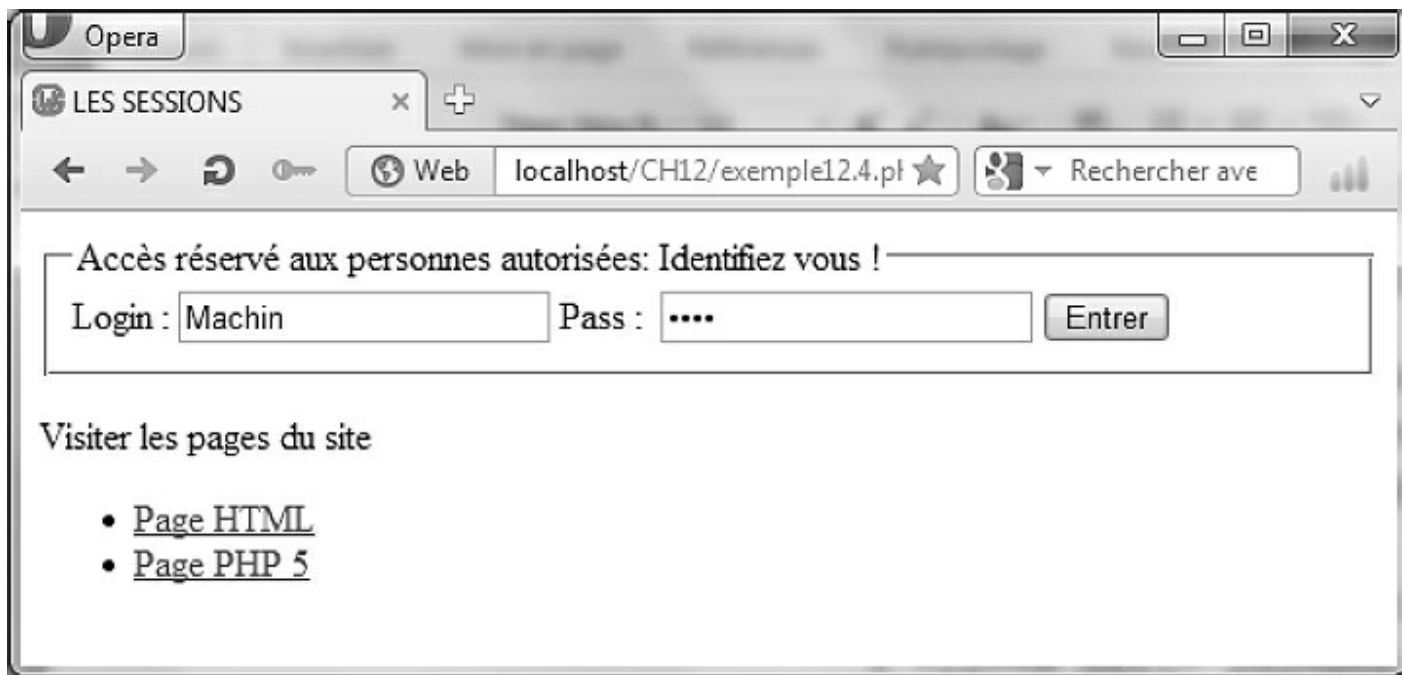 Opera
LES SESSIONS
Web localhost/CH12/exemple12.4.ph Rechercher ave
Accès réservé aux personnes autorisées: Identifiez vous !
Login : Machin Pass : •••• Entrer
Visiter les pages du site
• Page HTML
• Page PHP 5